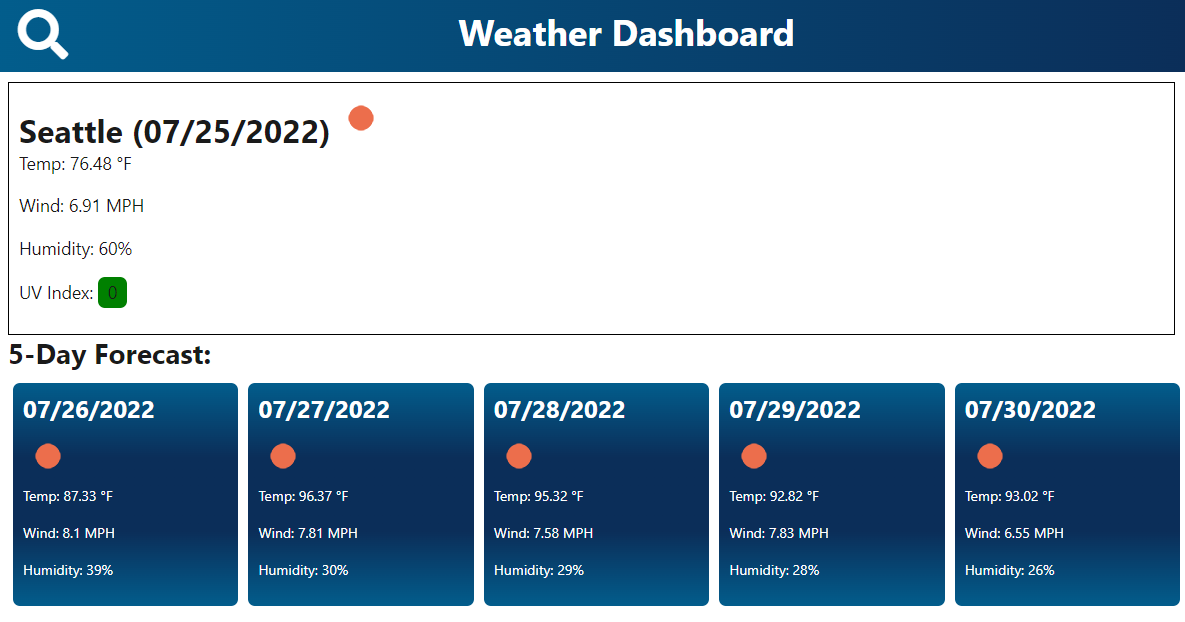 Weather Dashboard
Seattle (07/25/2022)
Temp: 76.48 °F
Wind: 6.91 MPH
Humidity: 60%
UV Index: 0
5-Day Forecast:
07/26/2022
Temp: 87.33 °F
Wind: 8.1 MPH
Humidity: 39%
07/27/2022
Temp: 96.37 °F
Wind: 7.81 MPH
Humidity: 30%
07/28/2022
Temp: 95.32 °F
Wind: 7.58 MPH
Humidity: 29%
07/29/2022
Temp: 92.82 °F
Wind: 7.83 MPH
Humidity: 28%
07/30/2022
Temp: 93.02 °F
Wind: 6.55 MPH
Humidity: 26%